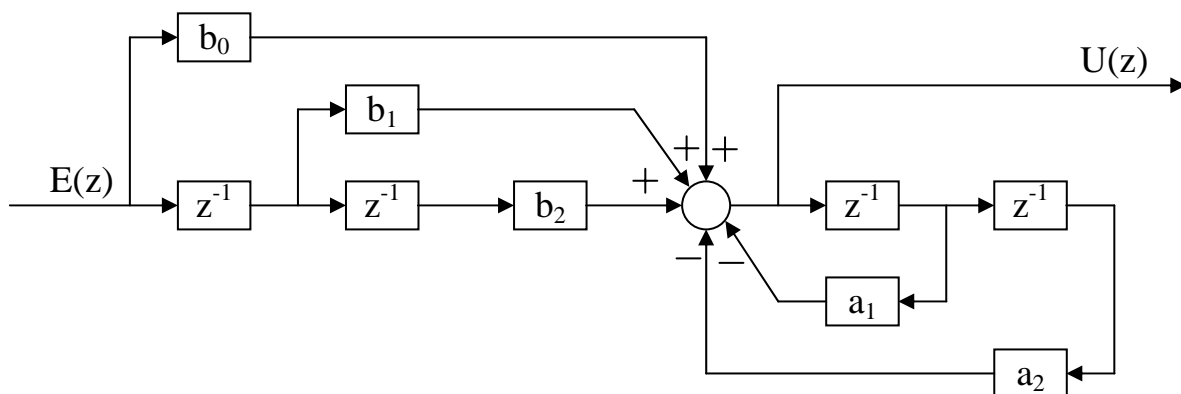 b₀
U(z)
b₁
+ +
E(z)
+
z⁻¹
z⁻¹
b₂
z⁻¹
z⁻¹
− −
a₁
a₂